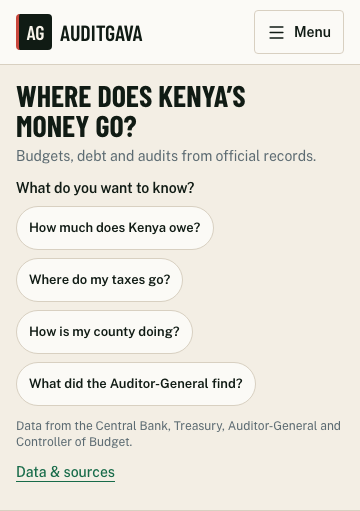 AG AUDITGAVA
Menu
WHERE DOES KENYA'S
MONEY GO?
Budgets, debt and audits from official records.
What do you want to know?
How much does Kenya owe?
Where do my taxes go?
How is my county doing?
What did the Auditor-General find?
Data from the Central Bank, Treasury, Auditor-General and
Controller of Budget.
Data & sources